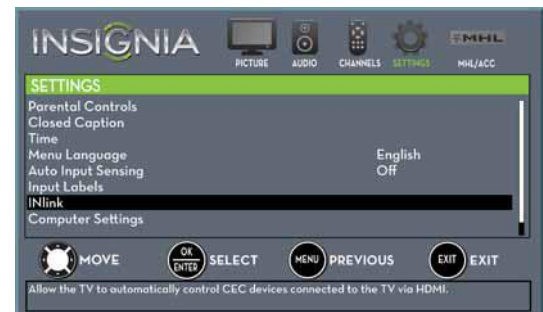 INSIGNIA
PICTURE AUDIO CHANNELS SETTINGS MHL MHL/ACC
SETTINGS
Parental Controls
Closed Caption
Time
Menu Language English
Auto Input Sensing Off
Input Labels
INlink
Computer Settings
MOVE OK ENTER SELECT MENU PREVIOUS EXIT EXIT
Allow the TV to automatically control CEC devices connected to the TV via HDMI.